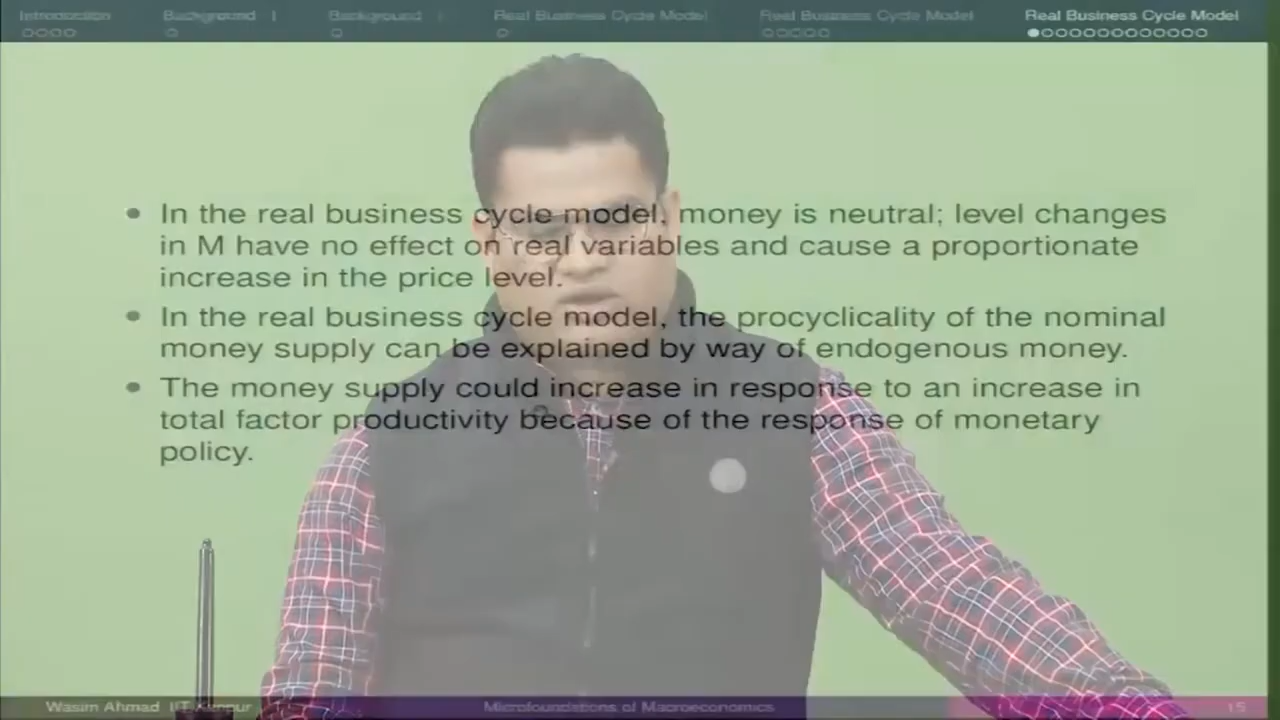 Introduction Background I Background I Real Business Cycle Model Real Business Cycle Model Real Business Cycle Model
In the real business cycle model, money is neutral; level changes
in M have no effect on real variables and cause a proportionate
increase in the price level.
In the real business cycle model, the procyclicality of the nominal
money supply can be explained by way of endogenous money.
The money supply could increase in response to an increase in
total factor productivity because of the response of monetary
policy.
Wasim Ahmad IIT Kanpur Microfoundations of Macroeconomics 15